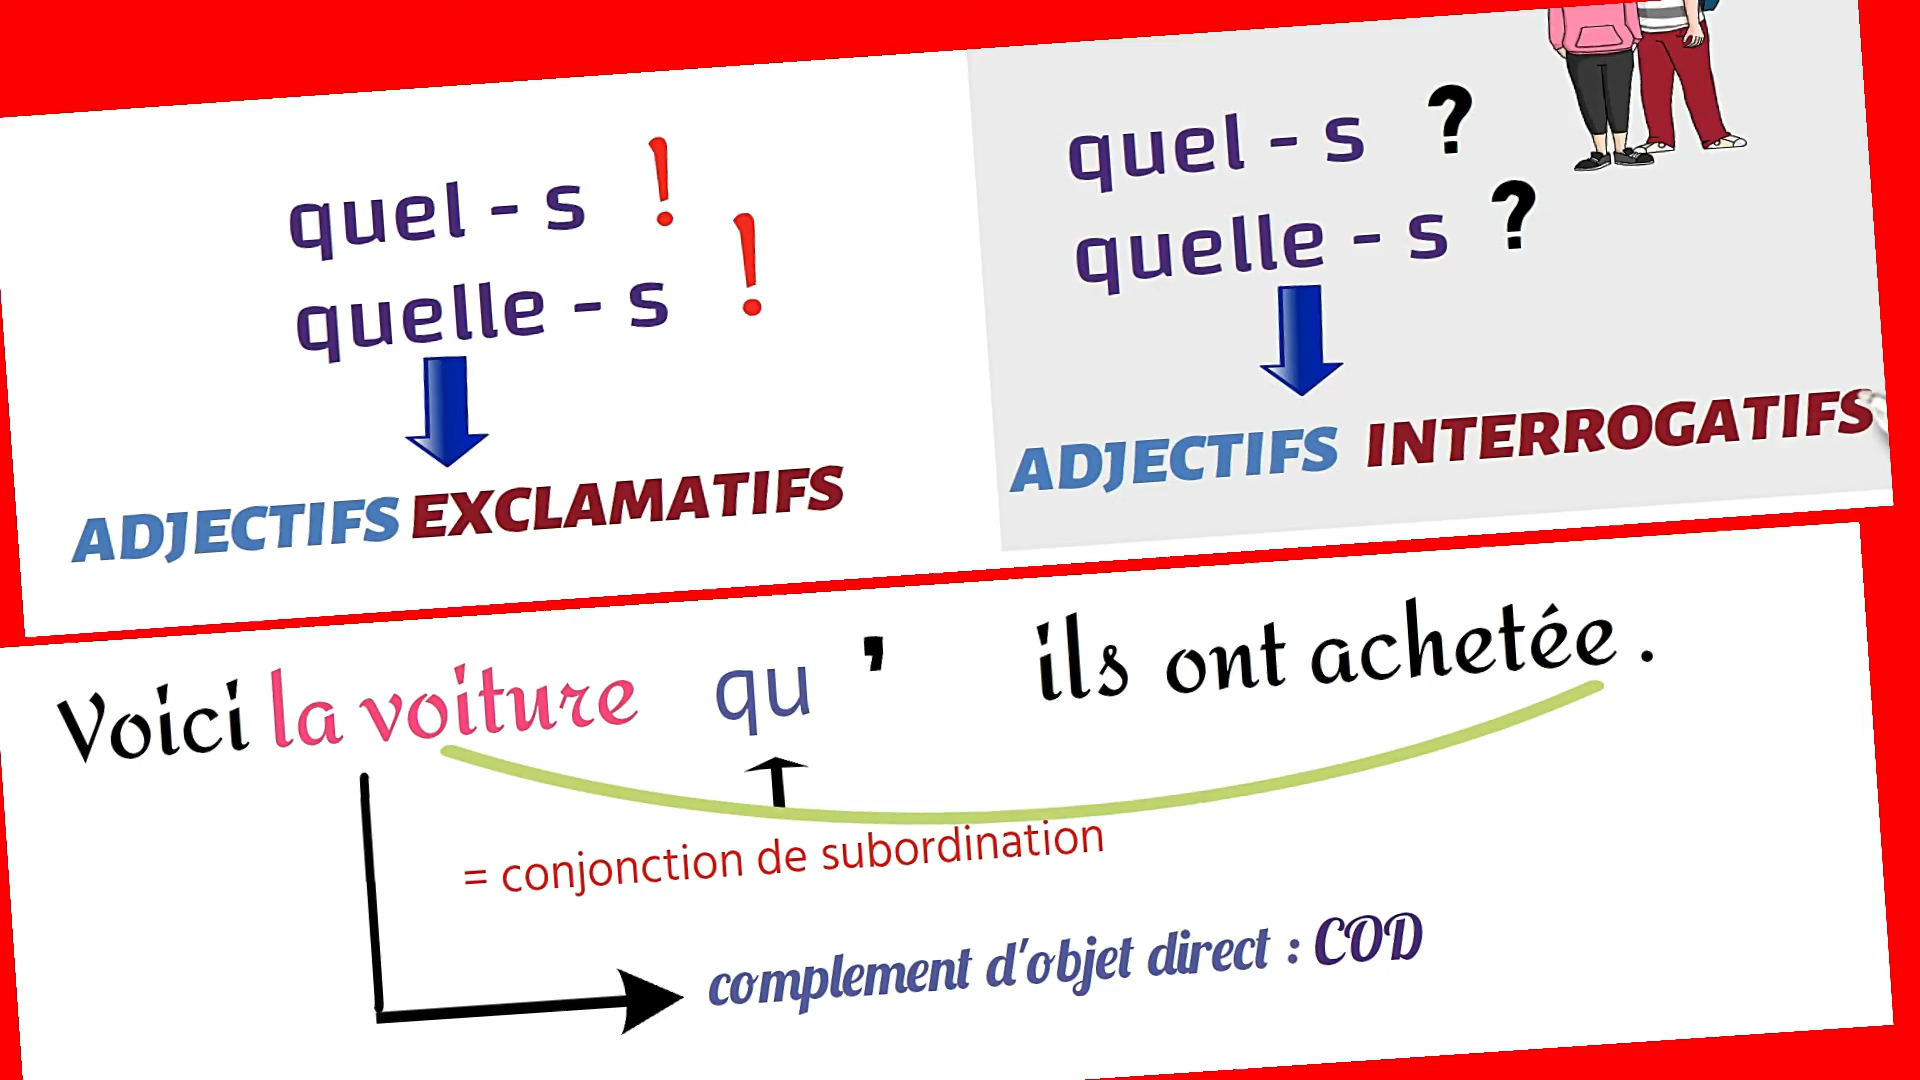 quel - s !
quelle - s !
ADJECTIFS EXCLAMATIFS
quel - s ?
quelle - s ?
ADJECTIFS INTERROGATIFS
Voici la voiture qu ' ils ont achetée .
= conjonction de subordination
complement d'objet direct : COD